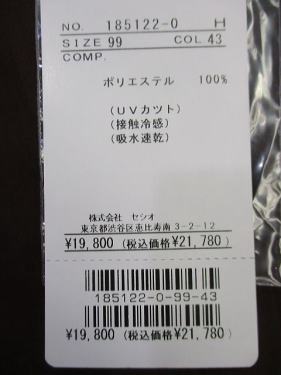 NO. 185122-0 H
SIZE 99 COL. 43
COMP.
ポリエステル 100%
(UVカット)
(接触冷感)
(吸水速乾)
株式会社 セシオ
東京都渋谷区恵比寿南3-2-12
¥19,800 (税込価格¥21,780)
185122-0-99-43
¥19,800 (税込価格¥21,780)